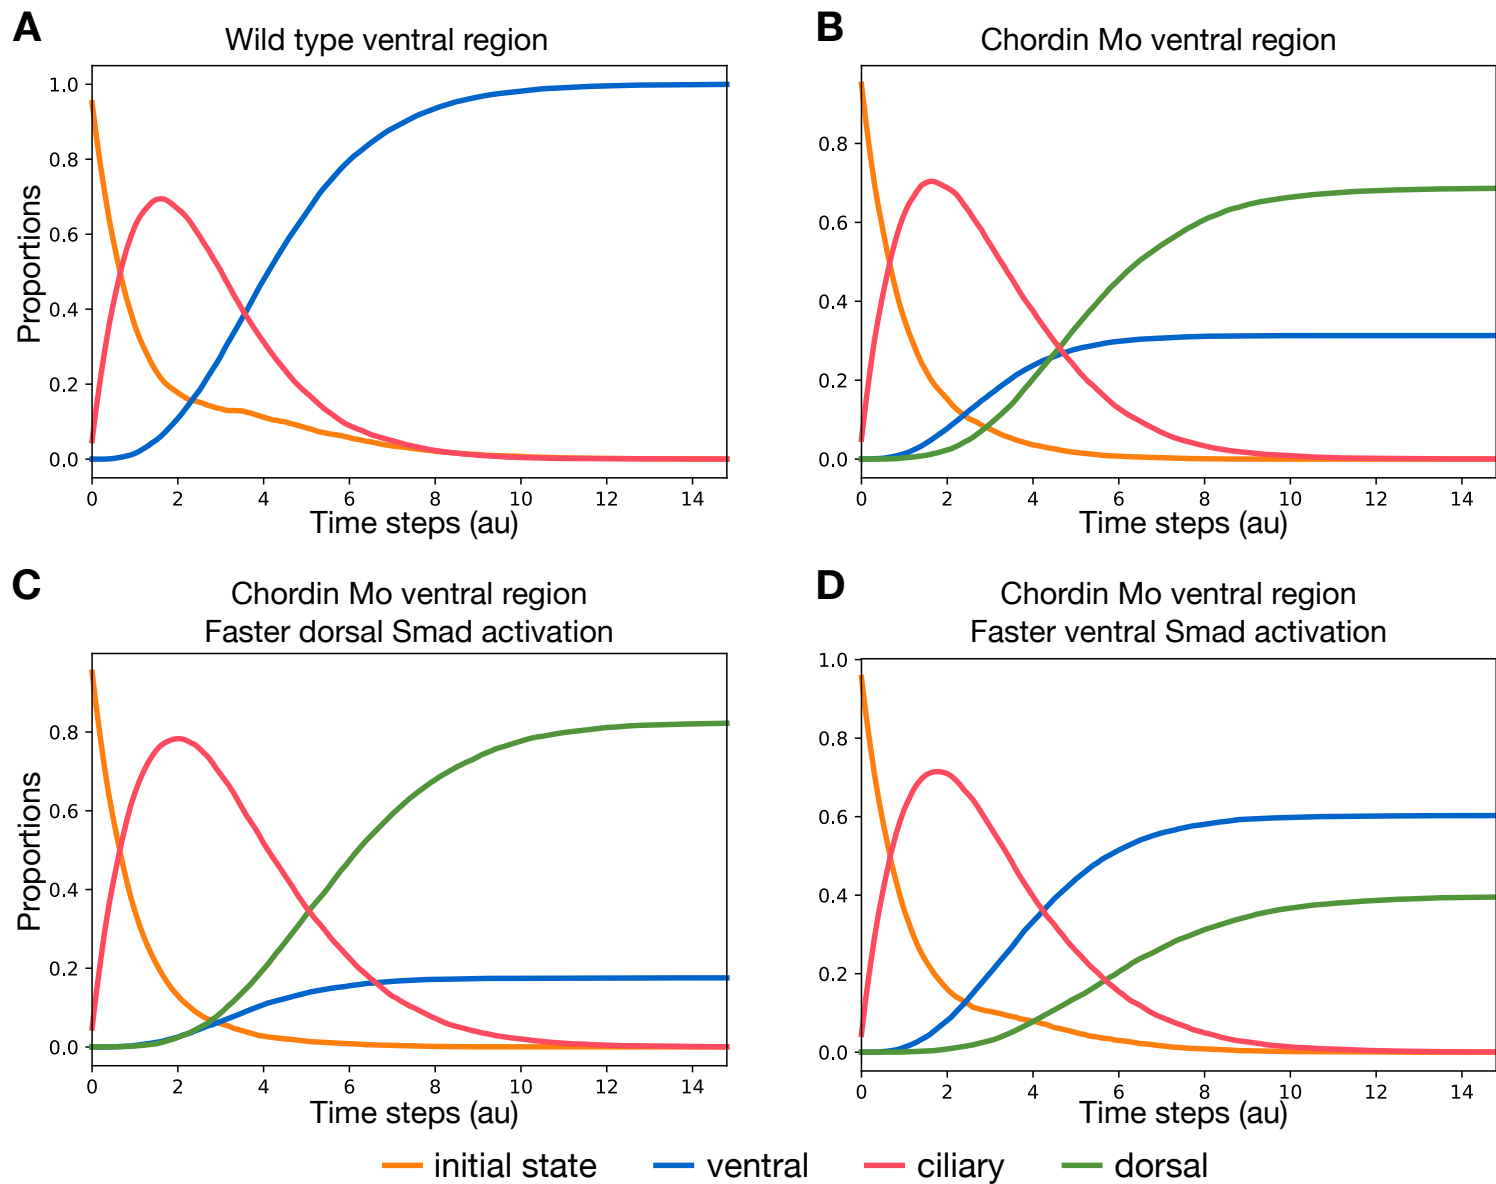 A
Wild type ventral region
Proportions
1.0
0.8
0.6
0.4
0.2
0.0
0 2 4 6 8 10 12 14
Time steps (au)
B
Chordin Mo ventral region
0.8
0.6
0.4
0.2
0.0
0 2 4 6 8 10 12 14
Time steps (au)
C
Chordin Mo ventral region
Faster dorsal Smad activation
Proportions
0.8
0.6
0.4
0.2
0.0
0 2 4 6 8 10 12 14
Time steps (au)
D
Chordin Mo ventral region
Faster ventral Smad activation
1.0
0.8
0.6
0.4
0.2
0.0
0 2 4 6 8 10 12 14
Time steps (au)
initial state ventral ciliary dorsal